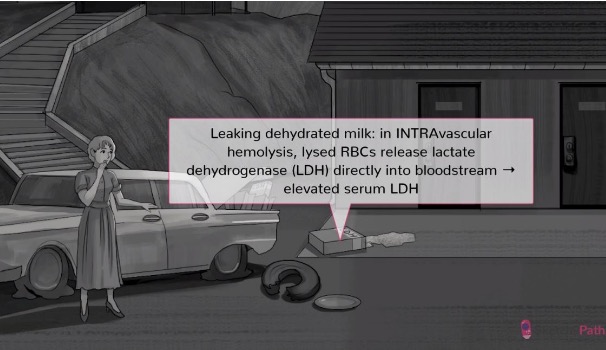 Leaking dehydrated milk: in INTRAvascular
hemolysis, lysed RBCs release lactate
dehydrogenase (LDH) directly into bloodstream →
elevated serum LDH
Path